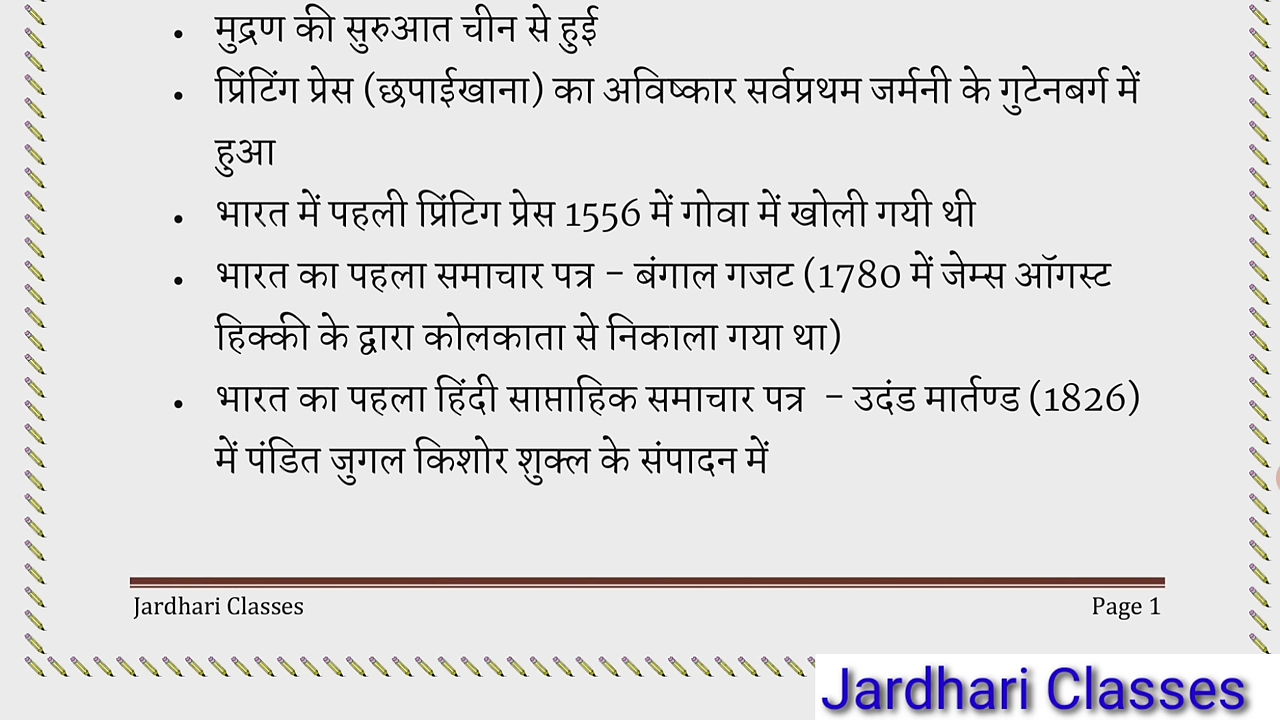 • मुद्रण की सुरुआत चीन से हुई
• प्रिंटिंग प्रेस (छपाईखाना) का अविष्कार सर्वप्रथम जर्मनी के गुटेनबर्ग में
हुआ
• भारत में पहली प्रिंटिग प्रेस 1556 में गोवा में खोली गयी थी
• भारत का पहला समाचार पत्र – बंगाल गजट (1780 में जेम्स ऑगस्ट
हिक्की के द्वारा कोलकाता से निकाला गया था)
• भारत का पहला हिंदी साप्ताहिक समाचार पत्र – उदंड मार्तण्ड (1826)
में पंडित जुगल किशोर शुक्ल के संपादन में
Jardhari Classes Page 1
Jardhari Classes